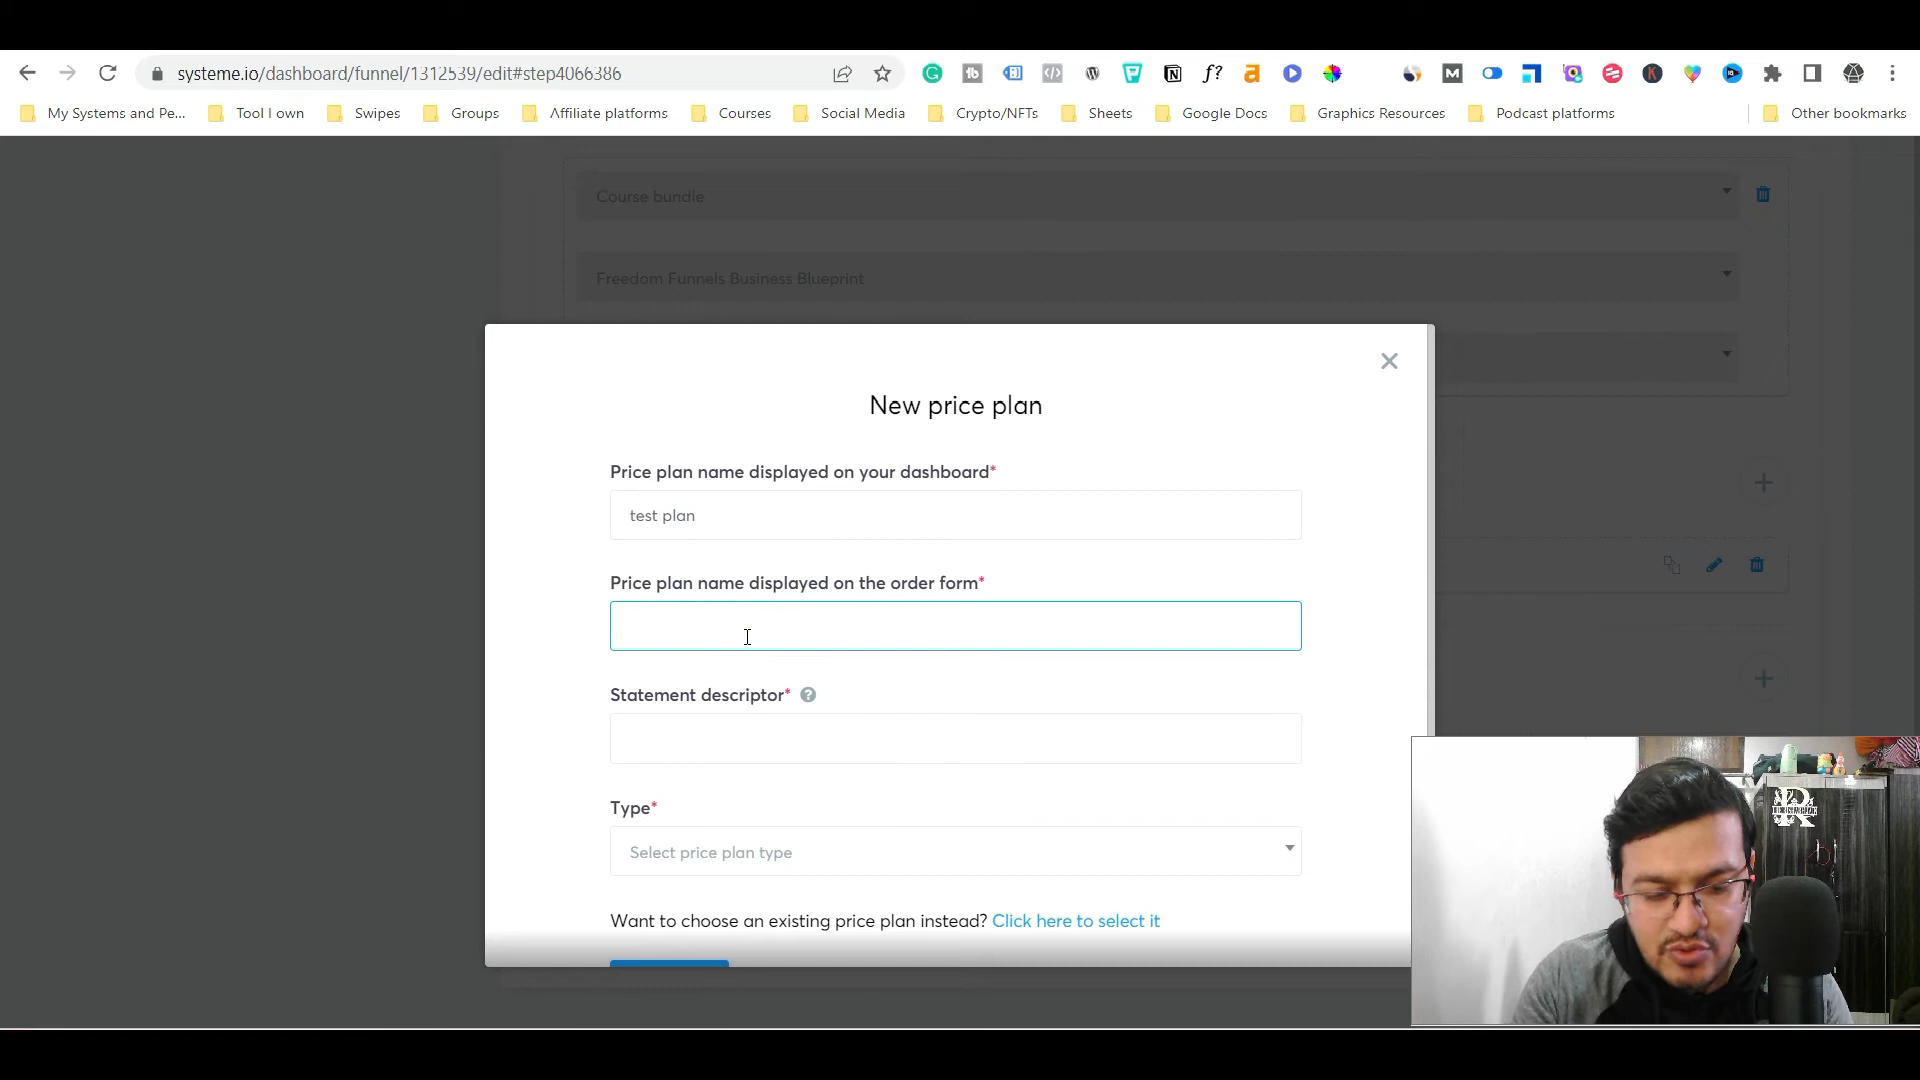 systeme.io/dashboard/funnel/1312539/edit#step4066386
My Systems and Pe...
Tool I own
Swipes
Groups
Affiliate platforms
Courses
Social Media
Crypto/NFTs
Sheets
Google Docs
Graphics Resources
Podcast platforms
Other bookmarks
Course bundle
Freedom Funnels Business Blueprint
New price plan
Price plan name displayed on your dashboard*
test plan
Price plan name displayed on the order form*
Statement descriptor* ?
Type*
Select price plan type
Want to choose an existing price plan instead? Click here to select it